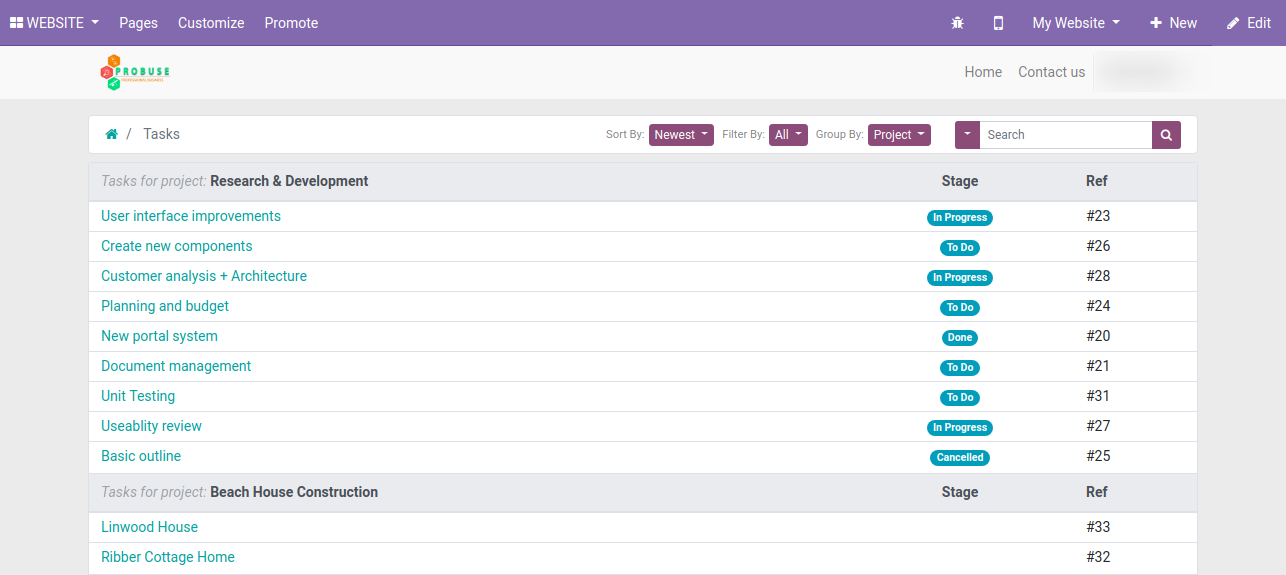 WEBSITE Pages Customize Promote My Website New Edit
PROBUSE Home Contact us
/ Tasks Sort By: Newest Filter By: All Group By: Project Search
Tasks for project: Research & Development Stage Ref
User interface improvements In Progress #23
Create new components To Do #26
Customer analysis + Architecture In Progress #28
Planning and budget To Do #24
New portal system Done #20
Document management To Do #21
Unit Testing To Do #31
Useablity review In Progress #27
Basic outline Cancelled #25
Tasks for project: Beach House Construction Stage Ref
Linwood House #33
Ribber Cottage Home #32